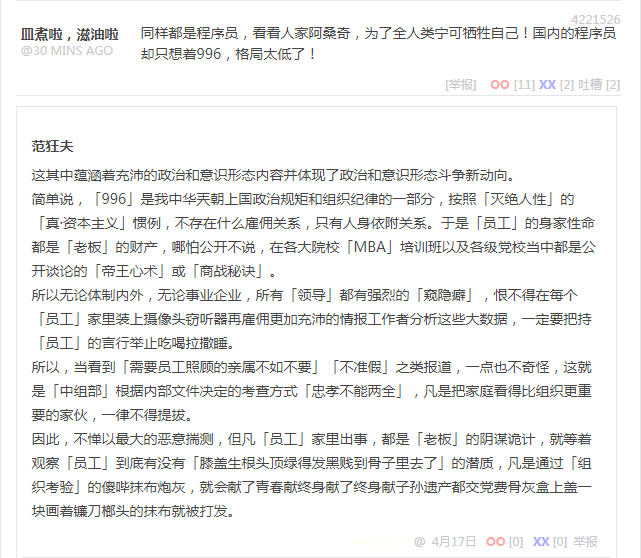 4221526
皿煮啦，滋油啦
@30 MINS AGO
同样都是程序员，看看人家阿桑奇，为了全人类宁可牺牲自己！国内的程序员
却只想着996，格局太低了！
[举报] OO [11] XX [2] 吐槽 [2]
范狂夫
这其中蕴涵着充沛的政治和意识形态内容并体现了政治和意识形态斗争新动向。
简单说，「996」是我中华天朝上国政治规矩和组织纪律的一部分，按照「灭绝人性」的
「真·资本主义」惯例，不存在什么雇佣关系，只有人身依附关系。于是「员工」的身家性命
都是「老板」的财产，哪怕公开不说，在各大院校「MBA」培训班以及各级党校当中都是公
开谈论的「帝王心术」或「商战秘诀」。
所以无论体制内外，无论事业企业，所有「领导」都有强烈的「窥隐癖」，恨不得在每个
「员工」家里装上摄像头窃听器再雇佣更加充沛的情报工作者分析这些大数据，一定要把持
「员工」的言行举止吃喝拉撒睡。
所以，当看到「需要员工照顾的亲属不如不要」「不准假」之类报道，一点也不奇怪，这就
是「中组部」根据内部文件决定的考查方式「忠孝不能两全」，凡是把家庭看得比组织更重
要的家伙，一律不得提拔。
因此，不惮以最大的恶意揣测，但凡「员工」家里出事，都是「老板」的阴谋诡计，就等着
观察「员工」到底有没有「膝盖生根头顶绿得发黑贱到骨子里去了」的潜质，凡是通过「组
织考验」的傻哔抹布炮灰，就会献了青春献终身献了终身献子孙遗产都交党费骨灰盒上盖一
块画着镰刀榔头的抹布就被打发。
@ 4月17日 OO [0] XX [0] 举报